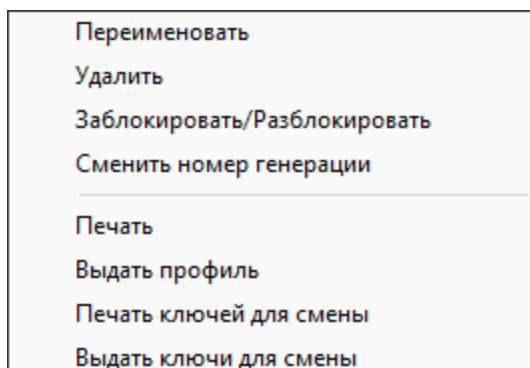 Переименовать
Удалить
Заблокировать/Разблокировать
Сменить номер генерации
Печать
Выдать профиль
Печать ключей для смены
Выдать ключи для смены